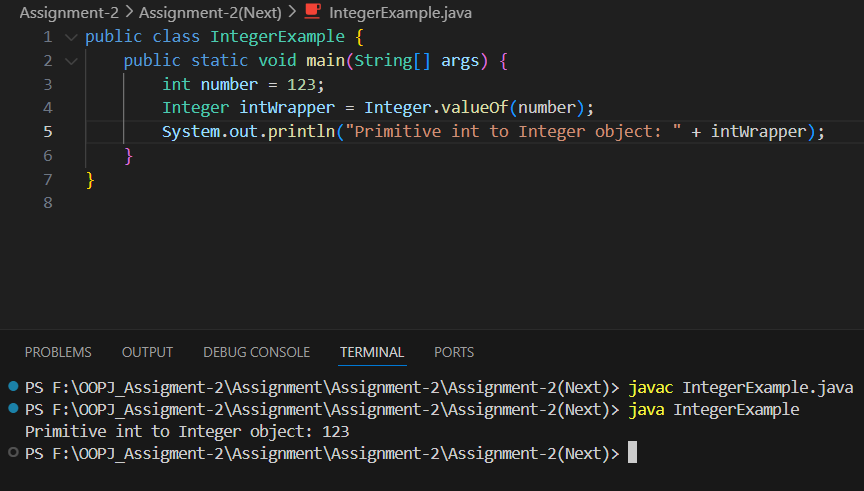 Assignment-2 > Assignment-2(Next) > IntegerExample.java
1 public class IntegerExample {
2 public static void main(String[] args) {
3 int number = 123;
4 Integer intWrapper = Integer.valueOf(number);
5 System.out.println("Primitive int to Integer object: " + intWrapper);
6 }
7 }
8
PROBLEMS OUTPUT DEBUG CONSOLE TERMINAL PORTS
PS F:\OOPJ_Assigment-2\Assignment\Assignment-2\Assignment-2(Next)> javac IntegerExample.java
PS F:\OOPJ_Assigment-2\Assignment\Assignment-2\Assignment-2(Next)> java IntegerExample
Primitive int to Integer object: 123
PS F:\OOPJ_Assigment-2\Assignment\Assignment-2\Assignment-2(Next)>